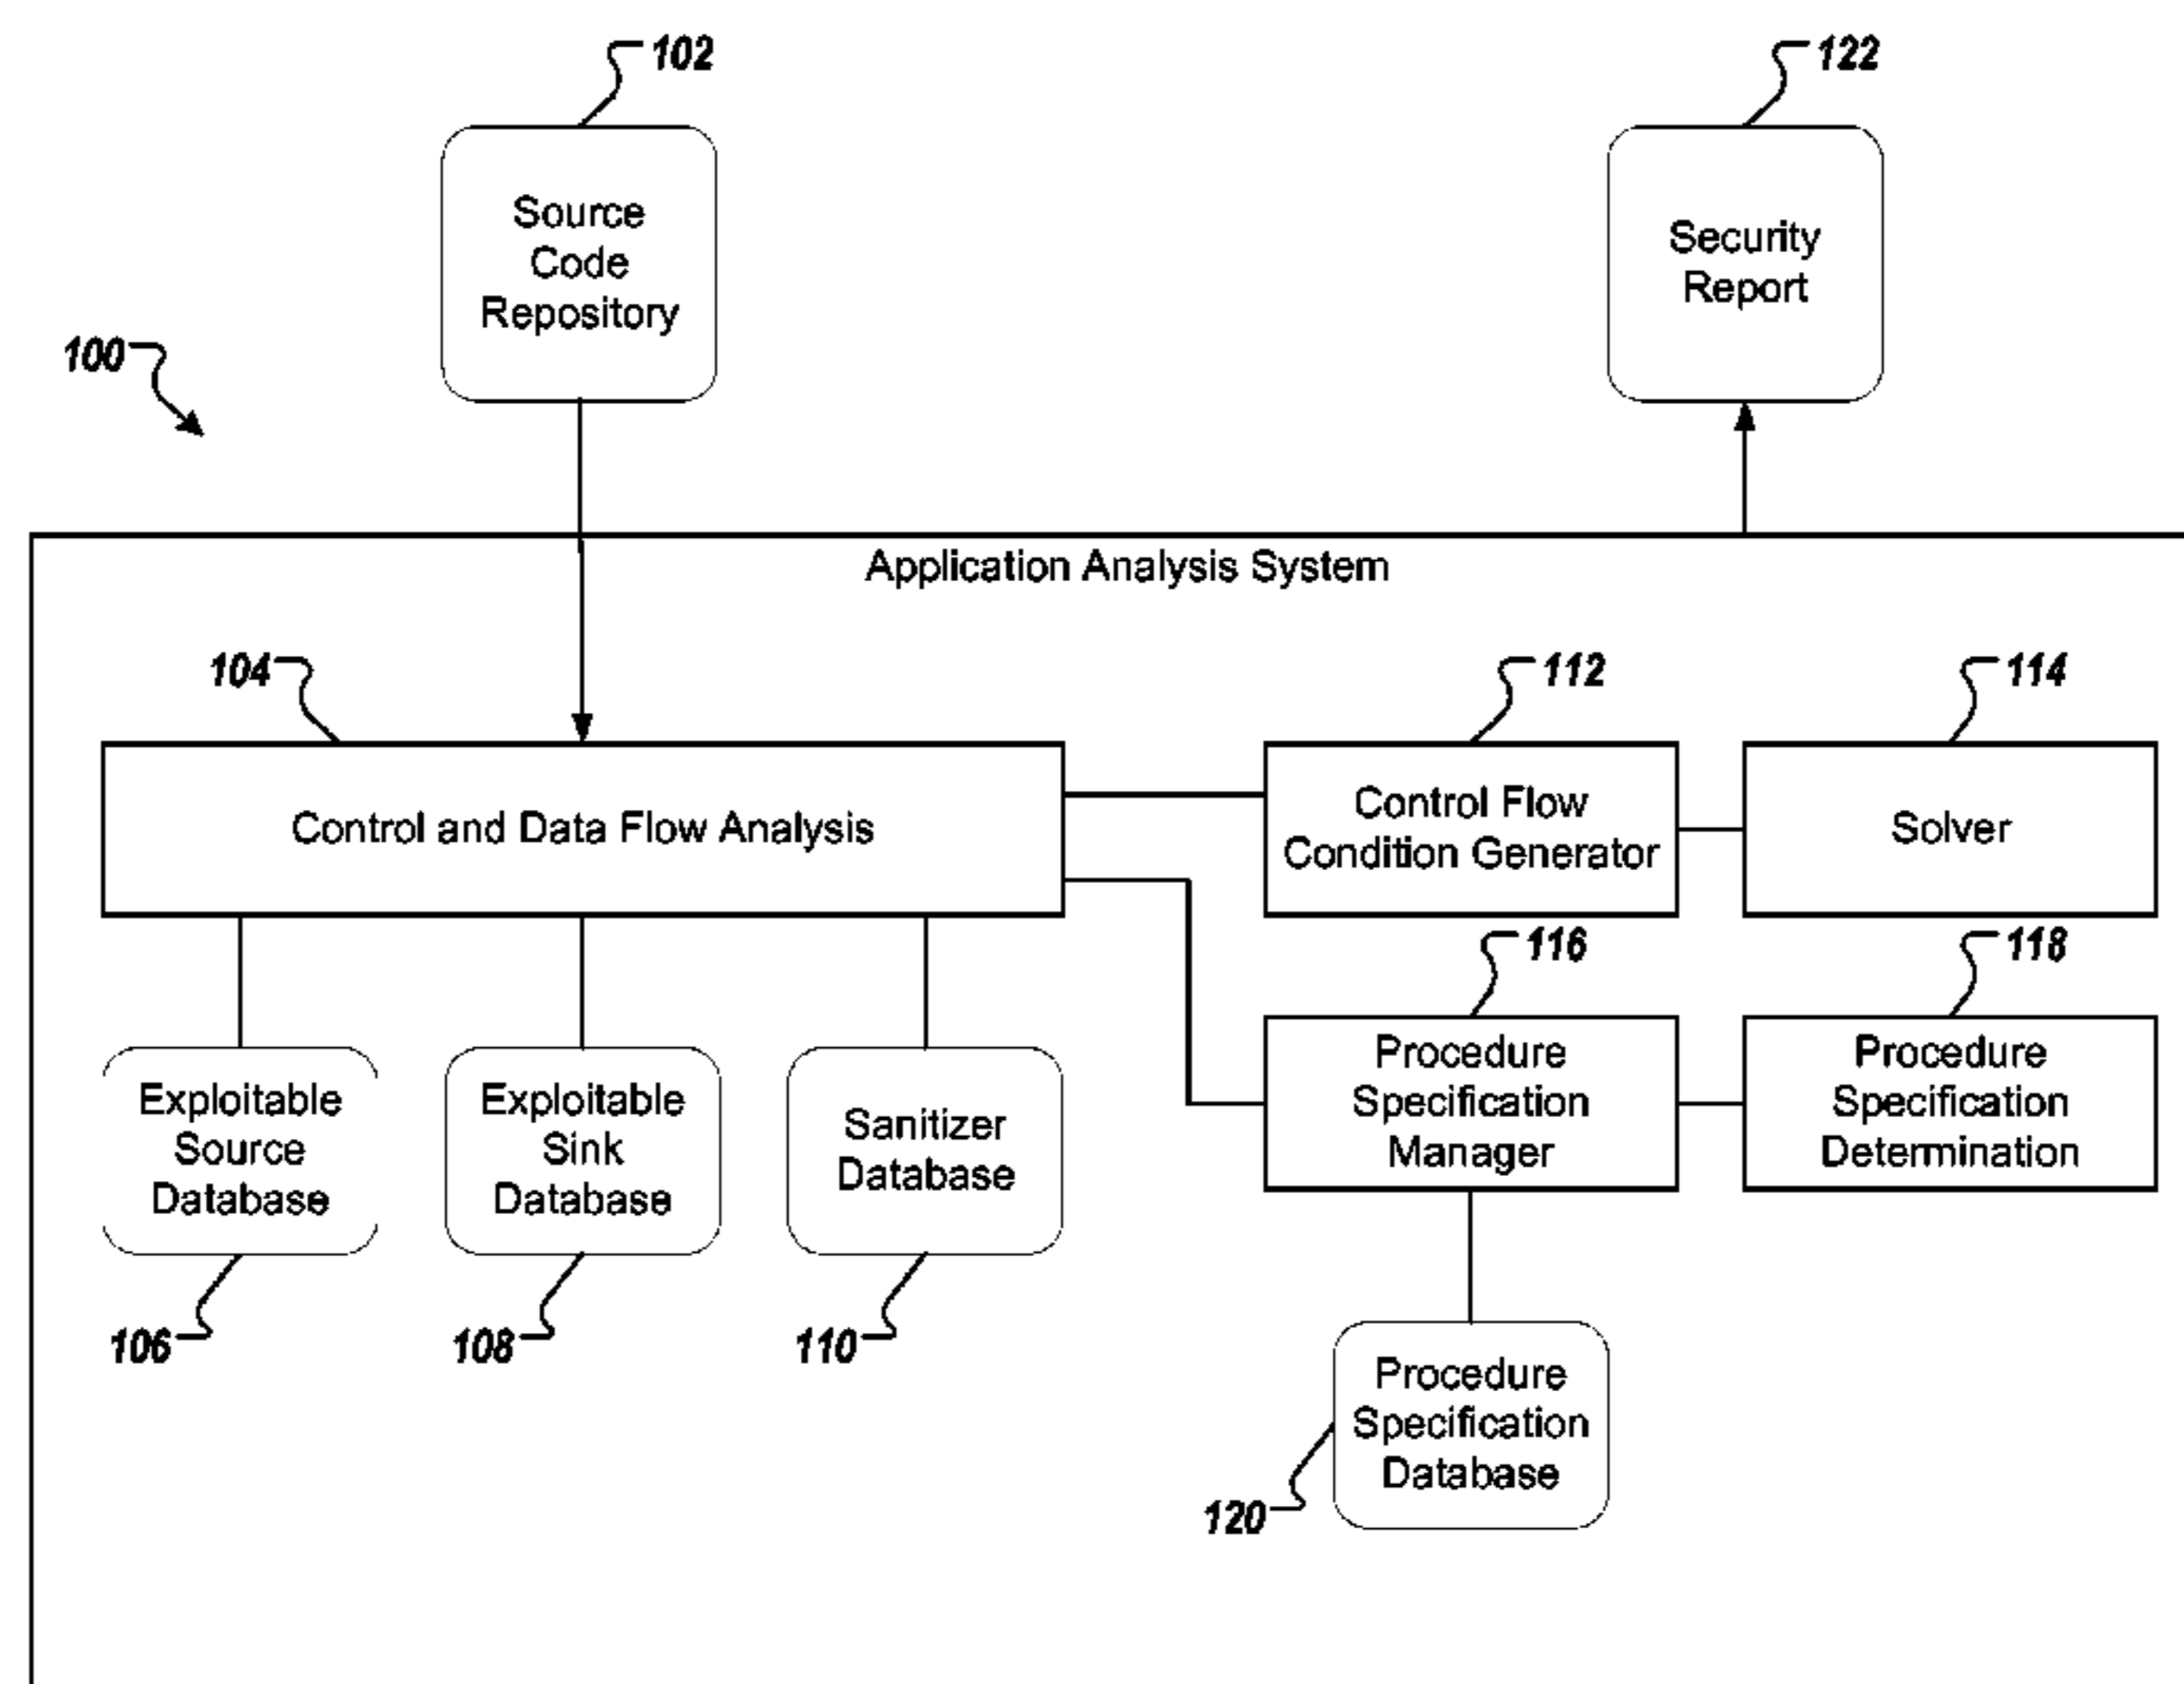 102
122
Source
Code
Repository
Security
Report
100
Application Analysis System
104
112
114
Control and Data Flow Analysis
Control Flow
Condition Generator
Solver
116
118
Exploitable
Source
Database
Exploitable
Sink
Database
Sanitizer
Database
Procedure
Specification
Manager
Procedure
Specification
Determination
106
108
110
Procedure
Specification
Database
120